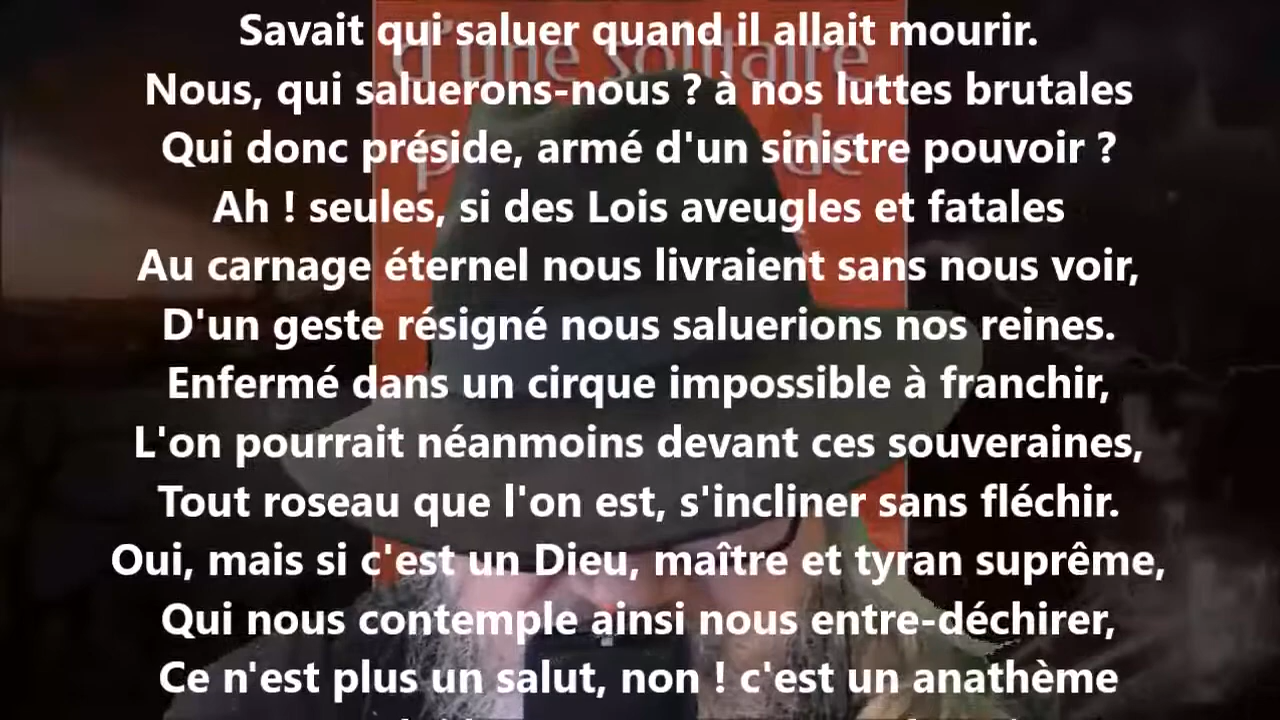 Savait qui saluer quand il allait mourir.
d'une solitaire
Nous, qui saluerons-nous ? à nos luttes brutales
Qui donc préside, armé d'un sinistre pouvoir ?
de
Ah ! seules, si des Lois aveugles et fatales
Au carnage éternel nous livraient sans nous voir,
D'un geste résigné nous saluerions nos reines.
Enfermé dans un cirque impossible à franchir,
L'on pourrait néanmoins devant ces souveraines,
Tout roseau que l'on est, s'incliner sans fléchir.
Oui, mais si c'est un Dieu, maître et tyran suprême,
Qui nous contemple ainsi nous entre-déchirer,
Ce n'est plus un salut, non ! c'est un anathème